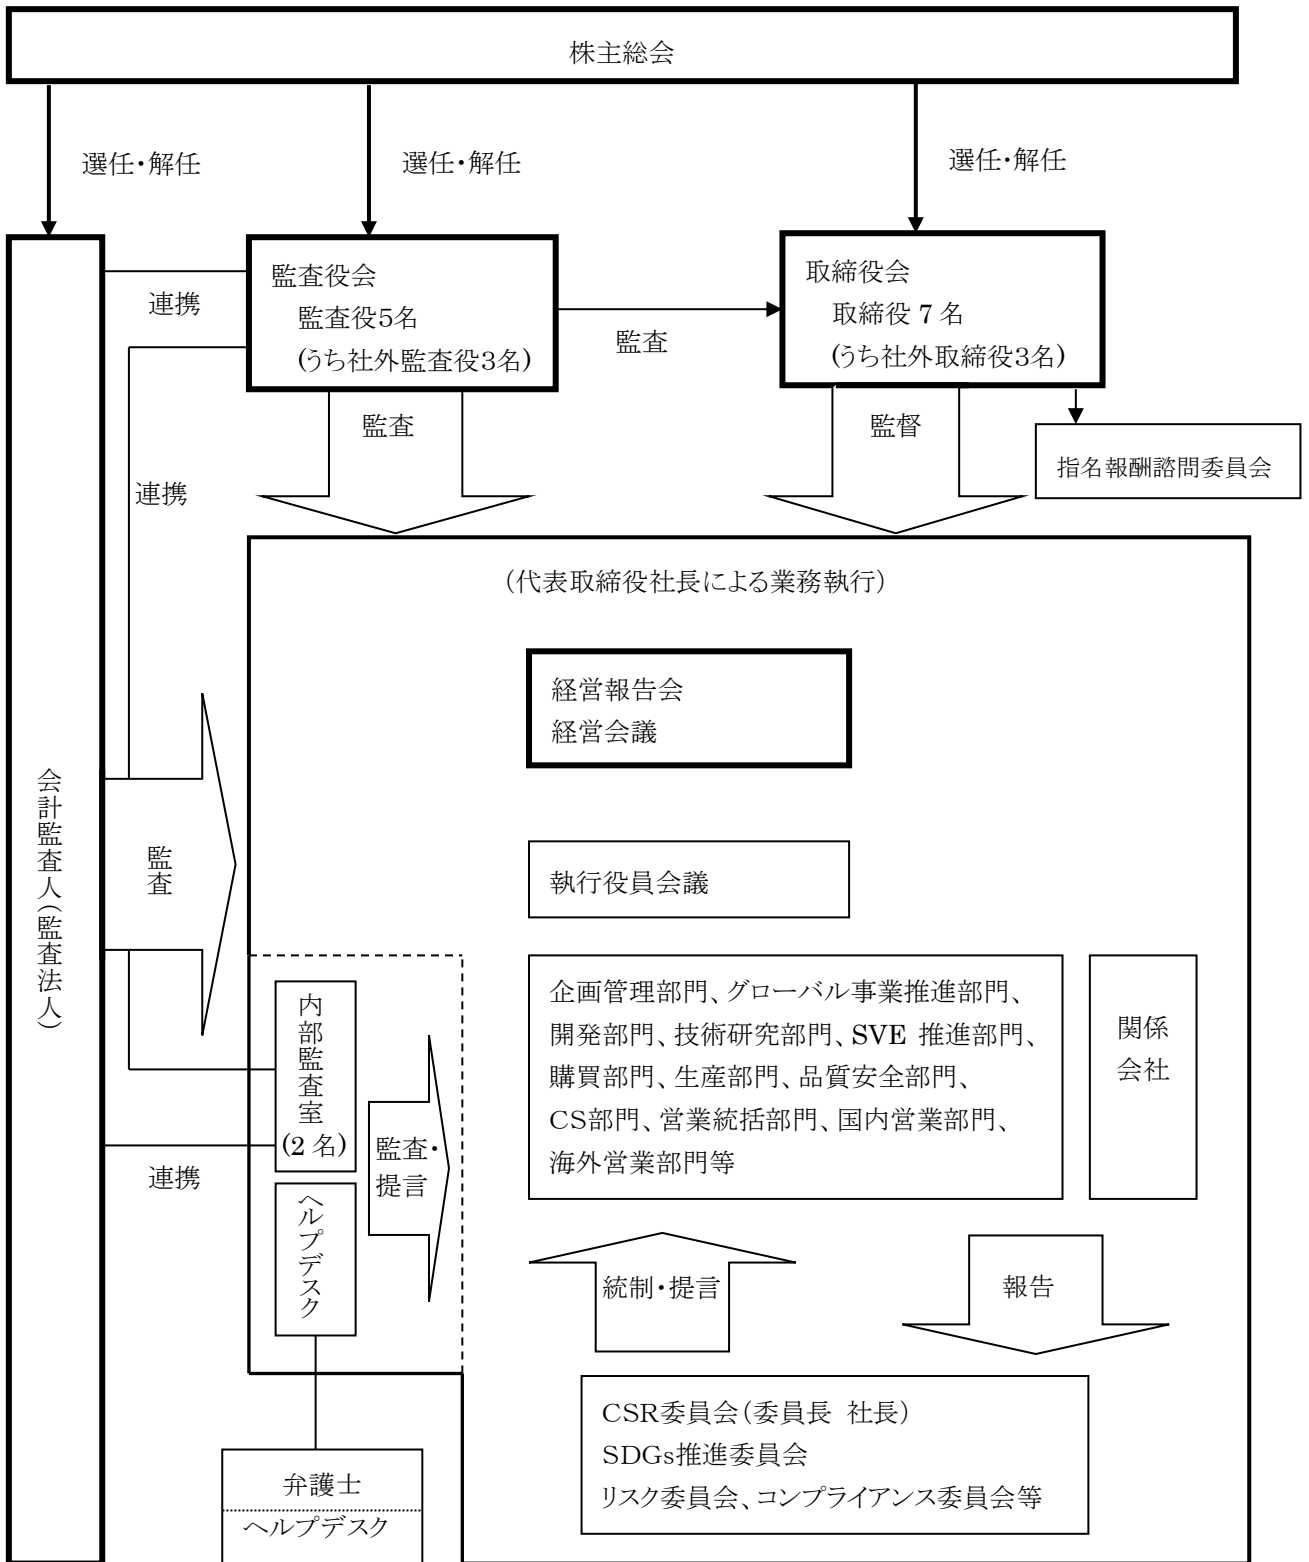 株主総会
選任・解任
選任・解任
選任・解任
監査役会
監査役5名
(うち社外監査役3名)
取締役会
取締役 7 名
(うち社外取締役3名)
連携
監査
監査
監督
指名報酬諮問委員会
連携
(代表取締役社長による業務執行)
経営報告会
経営会議
会計監査人(監査法人)
監査
執行役員会議
内部監査室
(2 名)
企画管理部門、グローバル事業推進部門、
開発部門、技術研究部門、SVE 推進部門、
購買部門、生産部門、品質安全部門、
CS部門、営業統括部門、国内営業部門、
海外営業部門等
関係
会社
監査・
提言
連携
ヘルプデスク
統制・提言
報告
CSR委員会(委員長 社長)
SDGs推進委員会
リスク委員会、コンプライアンス委員会等
弁護士
ヘルプデスク